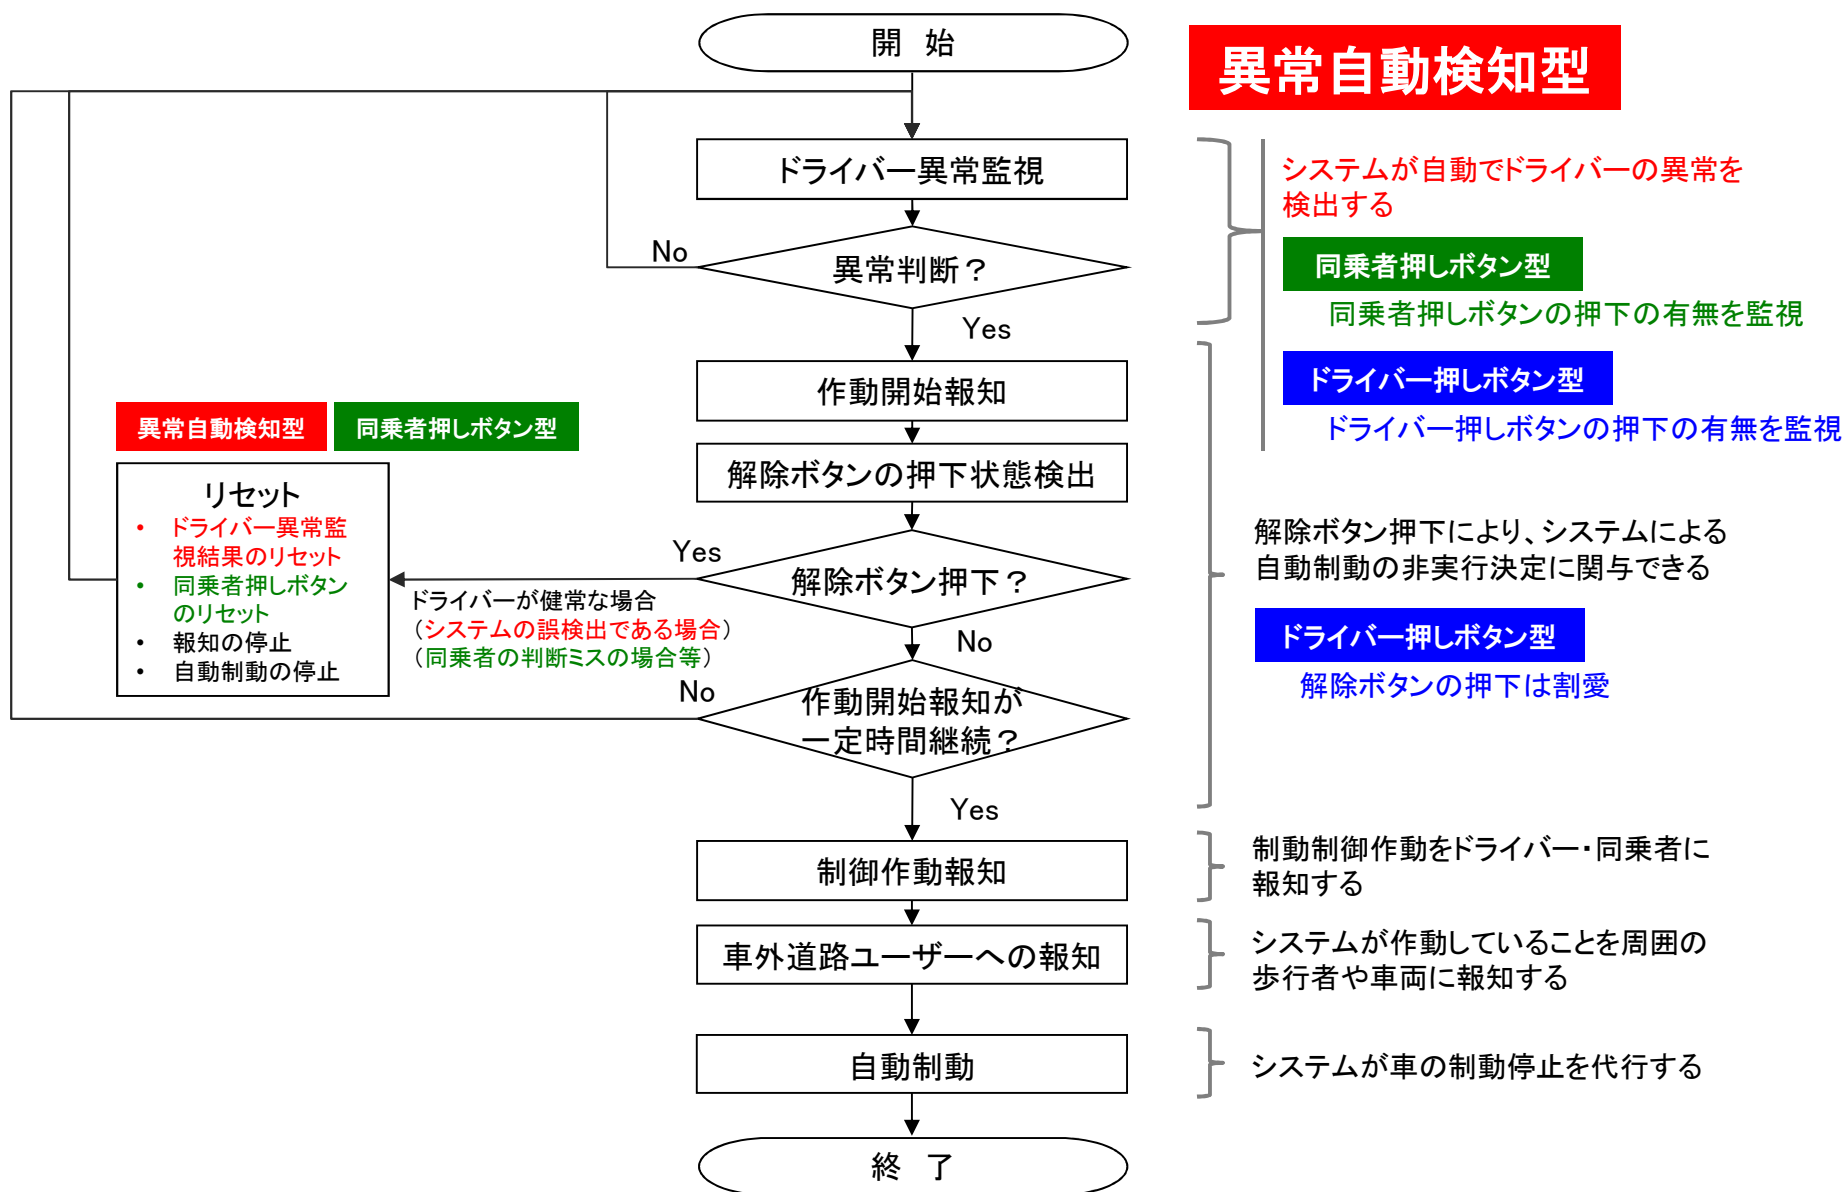 開　始
異常自動検知型
ドライバー異常監視
システムが自動でドライバーの異常を
検出する
No
異常判断？
同乗者押しボタン型
同乗者押しボタンの押下の有無を監視
Yes
作動開始報知
ドライバー押しボタン型
ドライバー押しボタンの押下の有無を監視
異常自動検知型
同乗者押しボタン型
解除ボタンの押下状態検出
リセット
• ドライバー異常監
視結果のリセット
• 同乗者押しボタン
のリセット
• 報知の停止
• 自動制動の停止
Yes
解除ボタン押下？
ドライバーが健常な場合
（システムの誤検出である場合）
（同乗者の判断ミスの場合等）
解除ボタン押下により、システムによる
自動制動の非実行決定に関与できる
No
ドライバー押しボタン型
解除ボタンの押下は割愛
No
作動開始報知が
一定時間継続？
Yes
制御作動報知
制動制御作動をドライバー・同乗者に
報知する
車外道路ユーザーへの報知
システムが作動していることを周囲の
歩行者や車両に報知する
自動制動
システムが車の制動停止を代行する
終　了